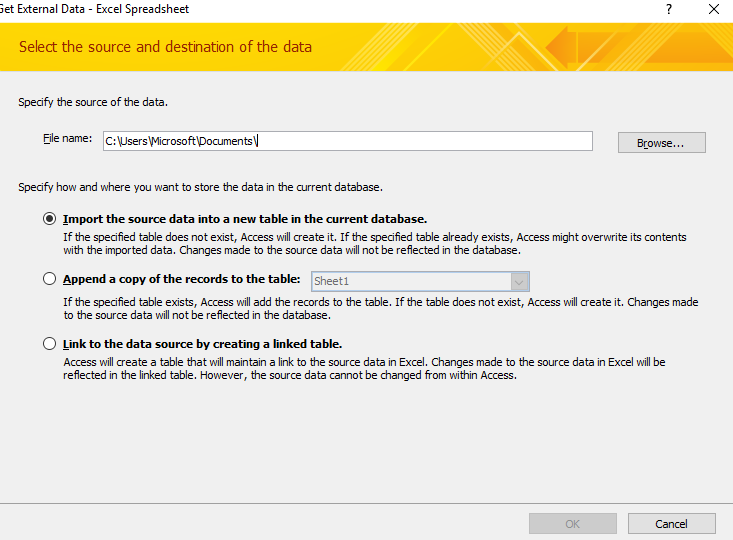 Get External Data - Excel Spreadsheet ?
Select the source and destination of the data
Specify the source of the data.
File name: C:\Users\Microsoft\Documents\ Browse...
Specify how and where you want to store the data in the current database.
Import the source data into a new table in the current database.
If the specified table does not exist, Access will create it. If the specified table already exists, Access might overwrite its contents
with the imported data. Changes made to the source data will not be reflected in the database.
Append a copy of the records to the table: Sheet1
If the specified table exists, Access will add the records to the table. If the table does not exist, Access will create it. Changes made
to the source data will not be reflected in the database.
Link to the data source by creating a linked table.
Access will create a table that will maintain a link to the source data in Excel. Changes made to the source data in Excel will be
reflected in the linked table. However, the source data cannot be changed from within Access.
OK Cancel